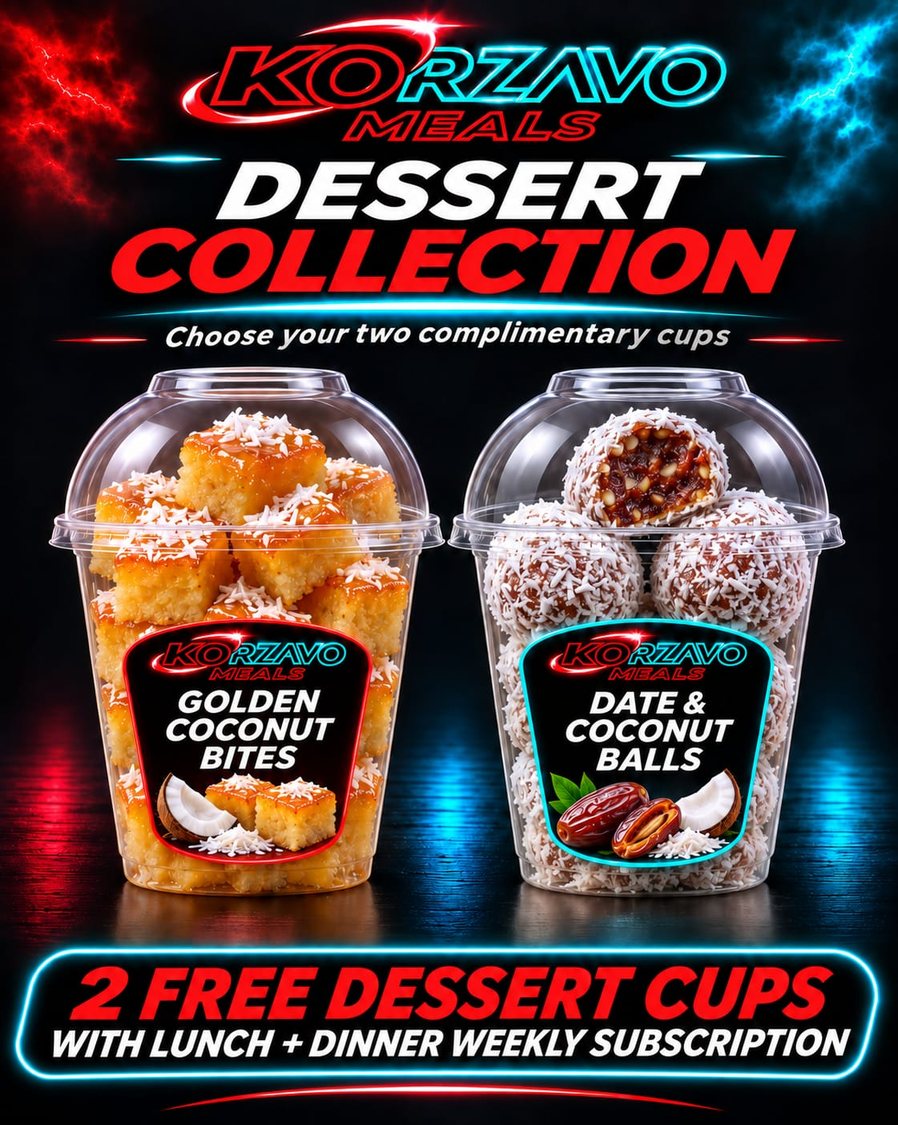 KORZAVO
MEALS
DESSERT
COLLECTION
Choose your two complimentary cups
KORZAVO
MEALS
GOLDEN
COCONUT
BITES
KORZAVO
MEALS
DATE &
COCONUT
BALLS
2 FREE DESSERT CUPS
WITH LUNCH + DINNER WEEKLY SUBSCRIPTION